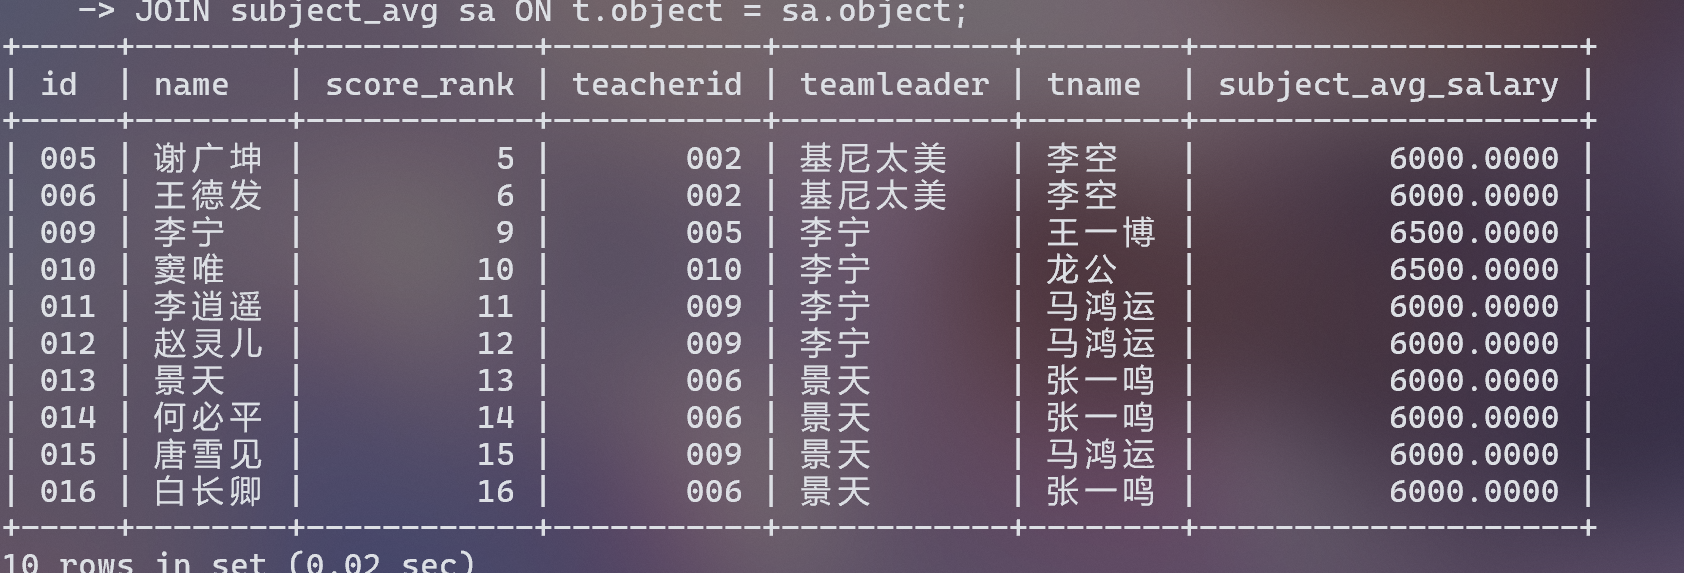 -> JOIN subject_avg sa ON t.object = sa.object;
+-----+--------+------------+-----------+------------+--------+--------------------+
| id | name | score_rank | teacherid | teamleader | tname | subject_avg_salary |
+-----+--------+------------+-----------+------------+--------+--------------------+
| 005 | 谢广坤 | 5 | 002 | 基尼太美 | 李空 | 6000.0000 |
| 006 | 王德发 | 6 | 002 | 基尼太美 | 李空 | 6000.0000 |
| 009 | 李宁 | 9 | 005 | 李宁 | 王一博 | 6500.0000 |
| 010 | 窦唯 | 10 | 010 | 李宁 | 龙公 | 6500.0000 |
| 011 | 李逍遥 | 11 | 009 | 李宁 | 马鸿运 | 6000.0000 |
| 012 | 赵灵儿 | 12 | 009 | 李宁 | 马鸿运 | 6000.0000 |
| 013 | 景天 | 13 | 006 | 景天 | 张一鸣 | 6000.0000 |
| 014 | 何必平 | 14 | 006 | 景天 | 张一鸣 | 6000.0000 |
| 015 | 唐雪见 | 15 | 009 | 景天 | 马鸿运 | 6000.0000 |
| 016 | 白长卿 | 16 | 006 | 景天 | 张一鸣 | 6000.0000 |
+-----+--------+------------+-----------+------------+--------+--------------------+
10 rows in set (0.02 sec)